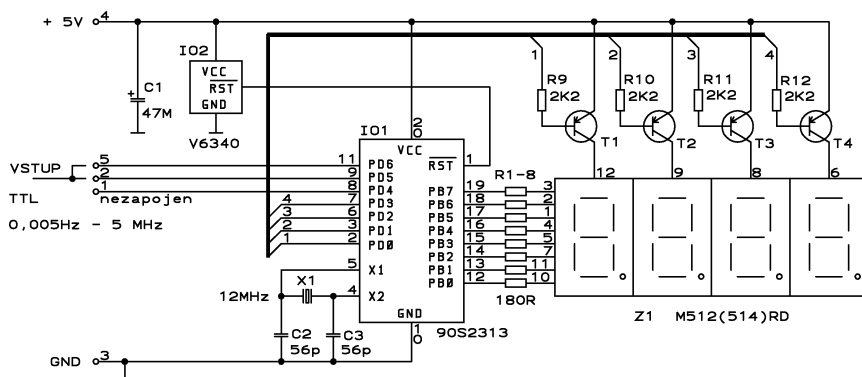 + 5V 4
IO2
VCC
RST
GND
V6340
C1
47M
+
1 2 3 4
R9
2K2
R10
2K2
R11
2K2
R12
2K2
T1 T2 T3 T4
12 9 8 6
VSTUP
5
2
1
nezapojen
TTL
0,005Hz - 5 MHz
IO1
20
VCC
RST
1
11 PD6
9 PD5
8 PD4
4 7 PD3
3 6 PD2
2 3 PD1
1 2 PD0
5 X1
4 X2
GND
10
90S2313
R1-8
PB7 19 3
PB6 18 2
PB5 17 1
PB4 16 4
PB3 15 5
PB2 14 7
PB1 13 11
PB0 12 10
180R
12MHz
X1
C2
56p
C3
56p
Z1 M512(514)RD
GND 3